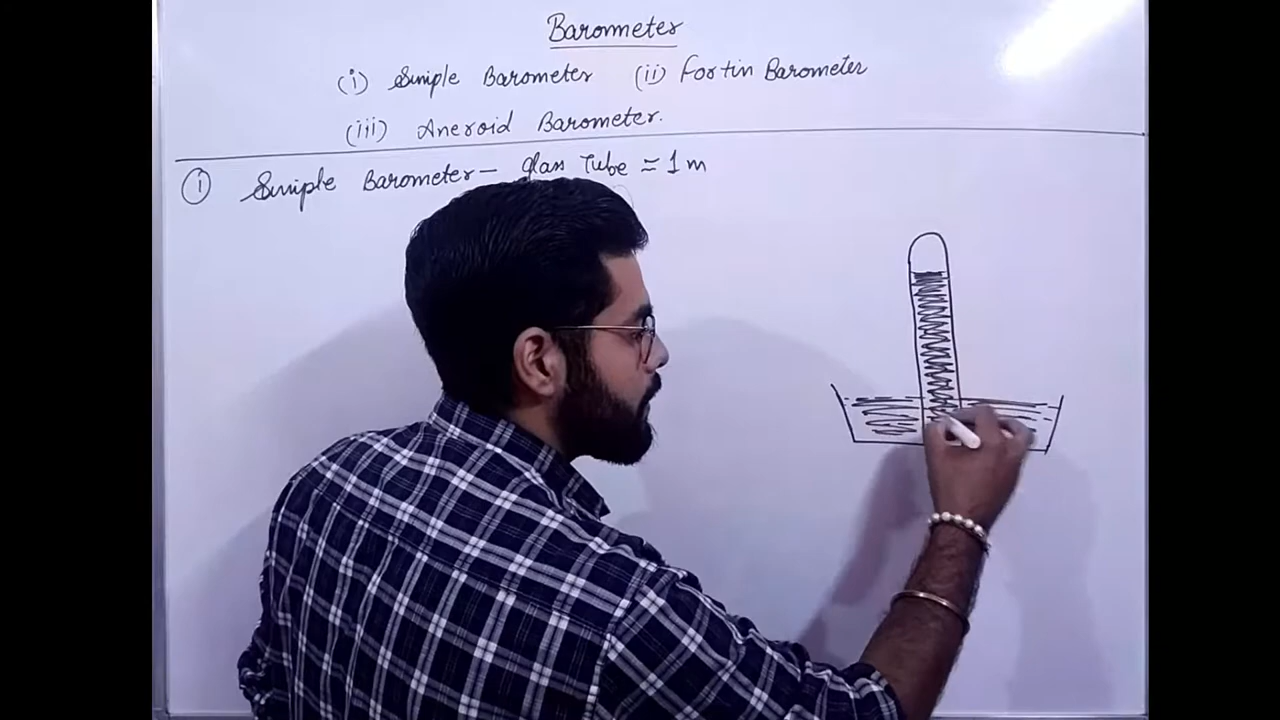 Barometer
(i) Simple Barometer (ii) Fortin Barometer
(iii) Aneroid Barometer.
① Simple Barometer — glass Tube ≃ 1 m